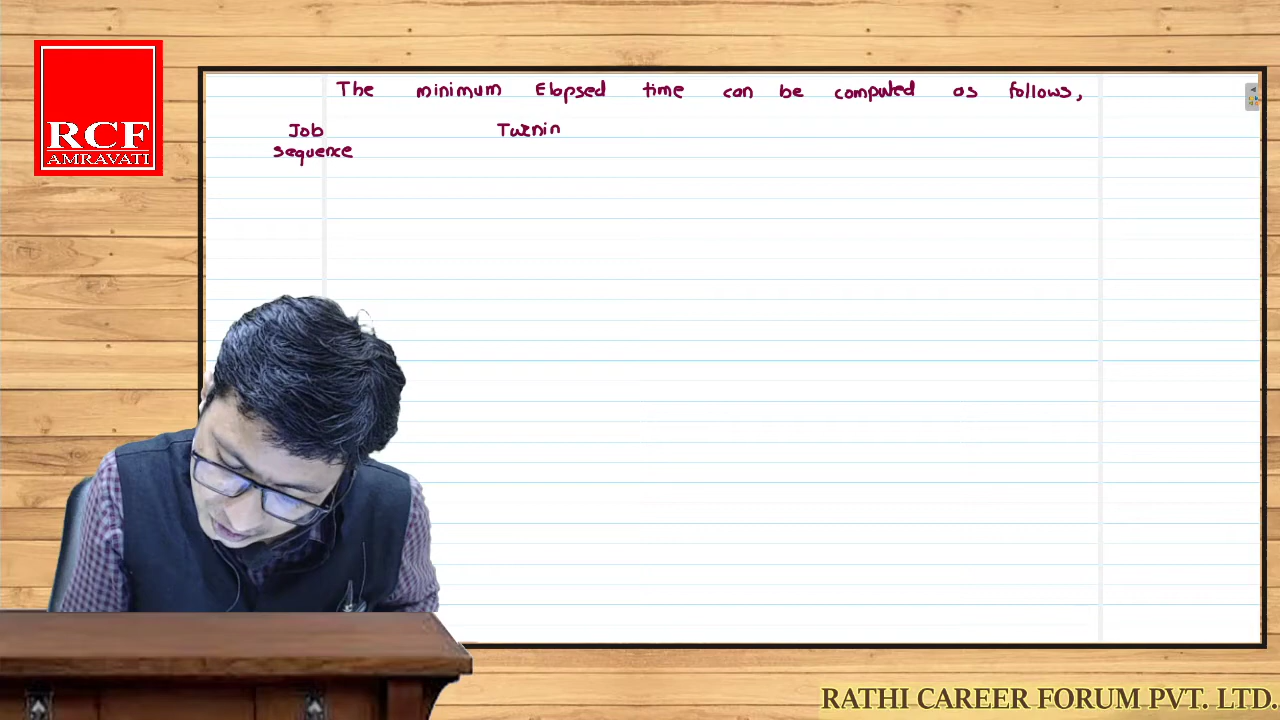 RCF
AMRAVATI
The minimum Elapsed time can be computed as follows,
Job Turnin
sequence
RATHI CAREER FORUM PVT. LTD.